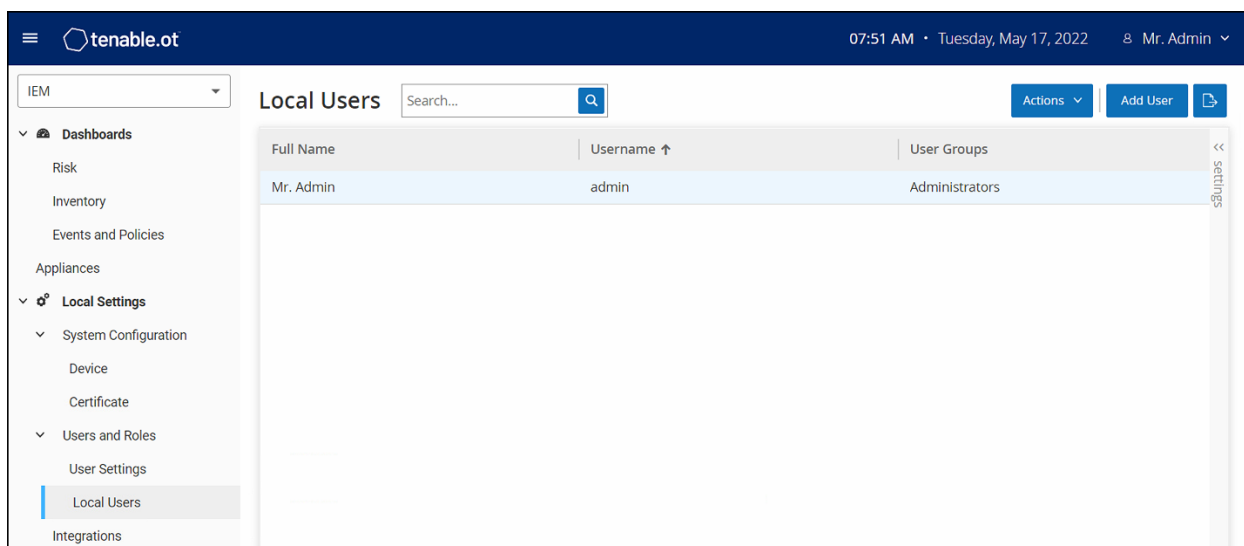 tenable.ot
07:51 AM • Tuesday, May 17, 2022
Mr. Admin
IEM
Dashboards
Risk
Inventory
Events and Policies
Appliances
Local Settings
System Configuration
Device
Certificate
Users and Roles
User Settings
Local Users
Integrations
Local Users
Search...
Actions
Add User
Full Name Username User Groups
Mr. Admin admin Administrators
settings